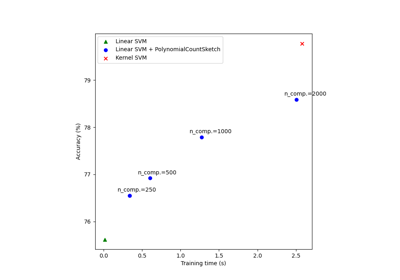 Linear SVM
Linear SVM + PolynomialCountSketch
Kernel SVM
n_comp.=2000
n_comp.=1000
n_comp.=500
n_comp.=250
79
78
77
76
Accuracy (%)
0.0 0.5 1.0 1.5 2.0 2.5
Training time (s)